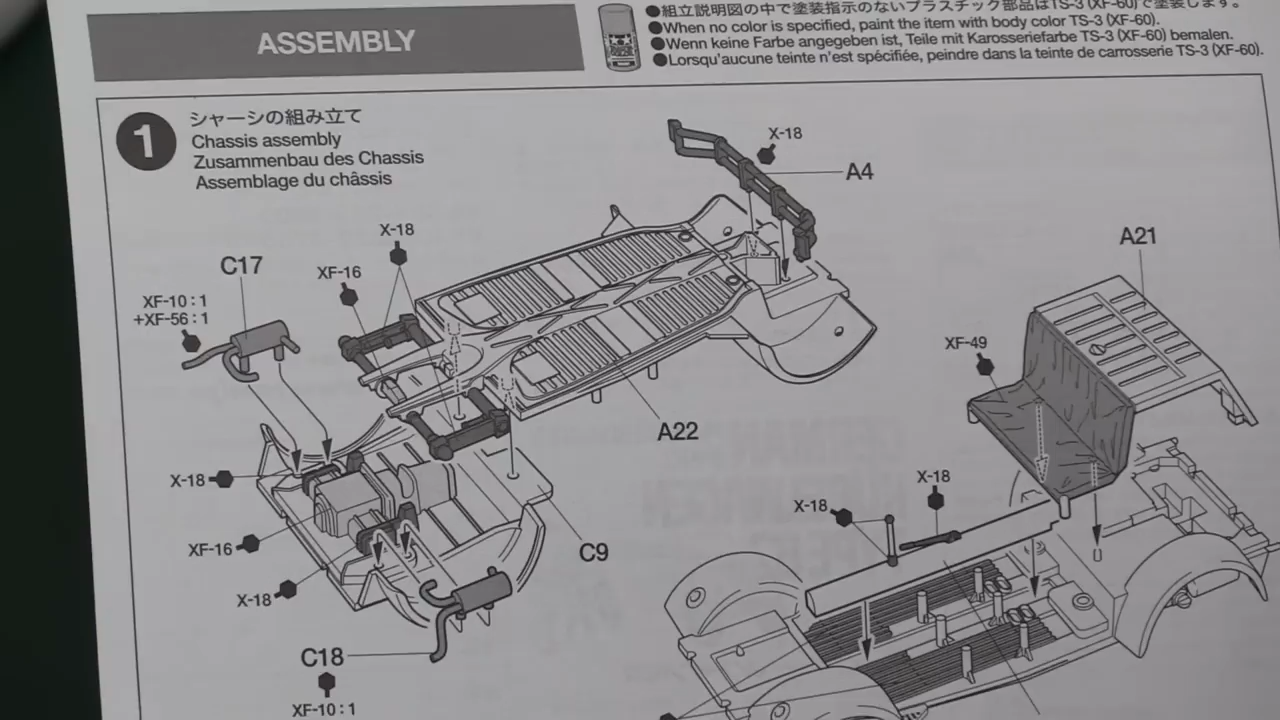 ASSEMBLY
●組立説明図の中で塗装指示のないプラスチック部品はTS-3 (XF-60)で塗装します。
●When no color is specified, paint the item with body color TS-3 (XF-60).
●Wenn keine Farbe angegeben ist, Teile mit Karosseriefarbe TS-3 (XF-60) bemalen.
●Lorsqu'aucune teinte n'est spécifiée, peindre dans la teinte de carrosserie TS-3 (XF-60).
1
シャーシの組み立て
Chassis assembly
Zusammenbau des Chassis
Assemblage du châssis
X-18
A4
X-18
A21
C17
XF-16
XF-10 : 1
+XF-56 : 1
XF-49
A22
X-18
X-18
X-18
XF-16
C9
X-18
C18
XF-10 : 1